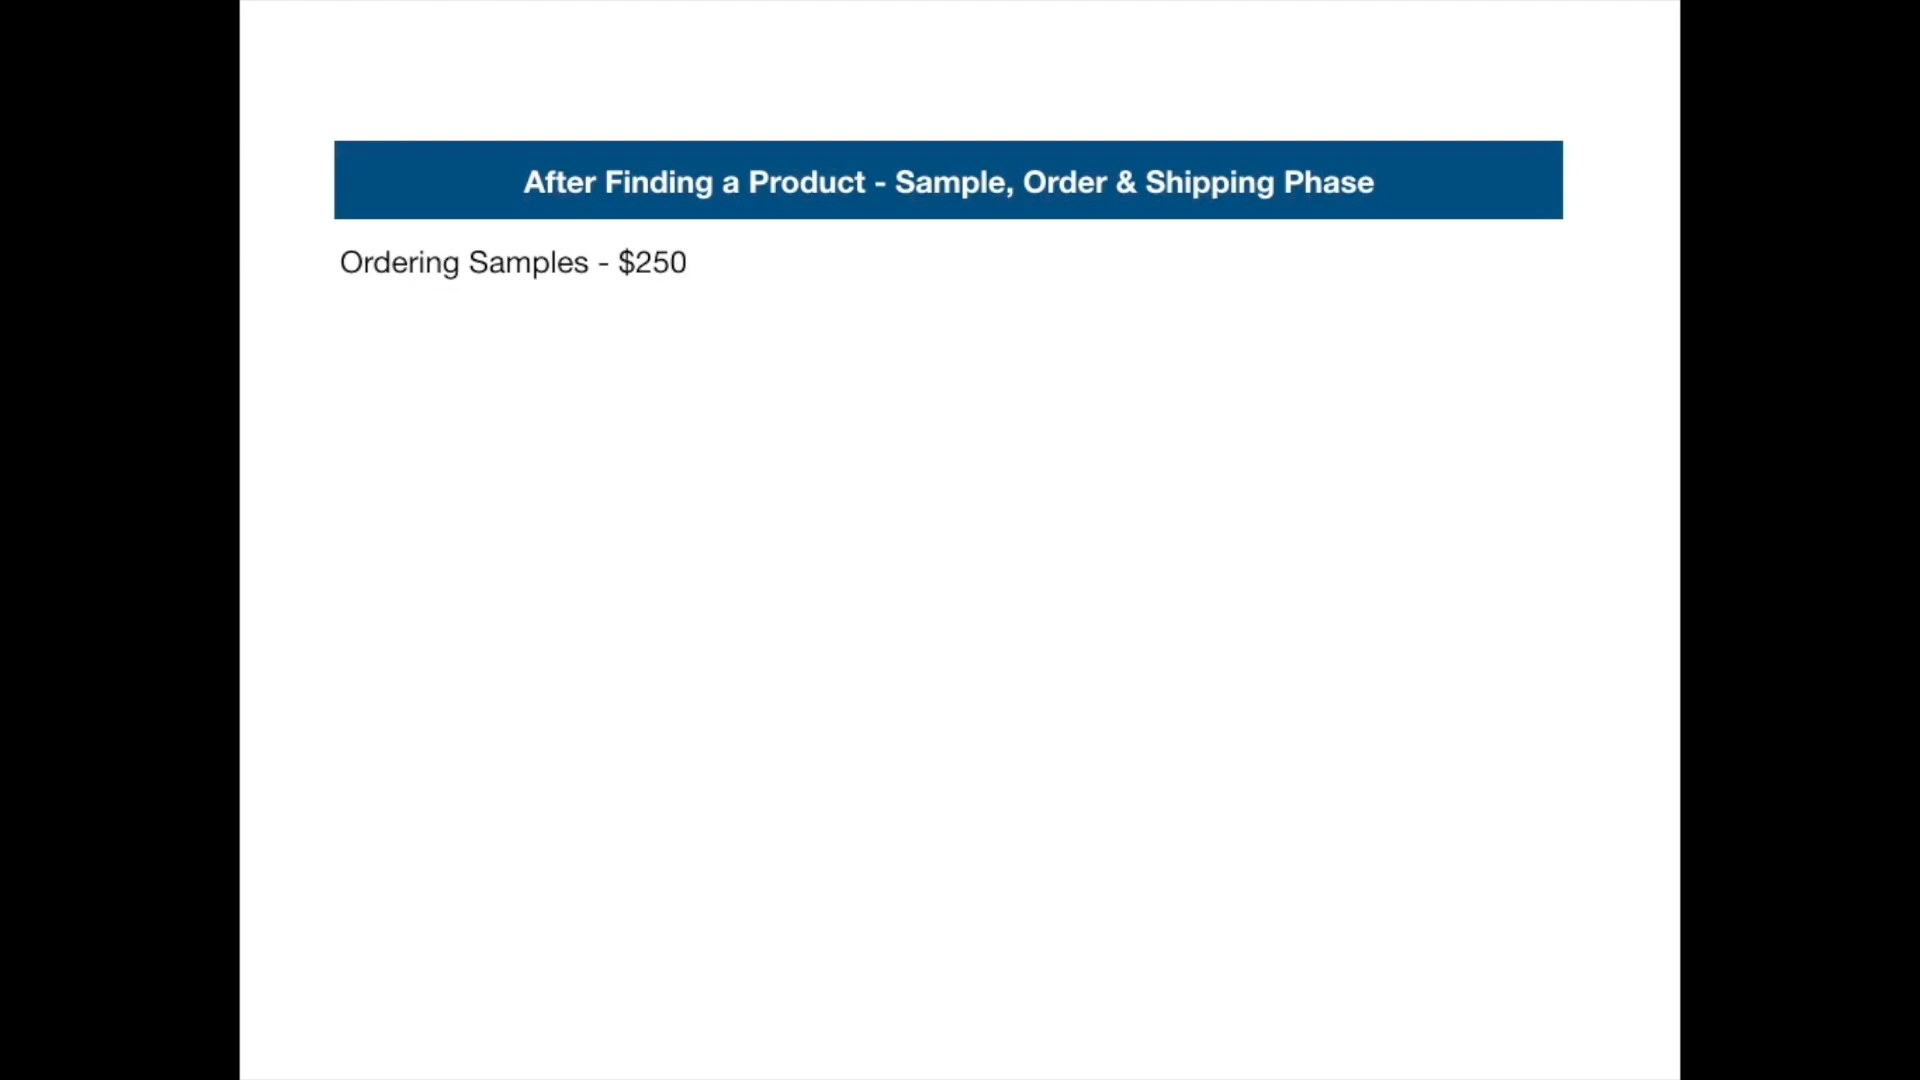 After Finding a Product - Sample, Order & Shipping Phase
Ordering Samples - $250